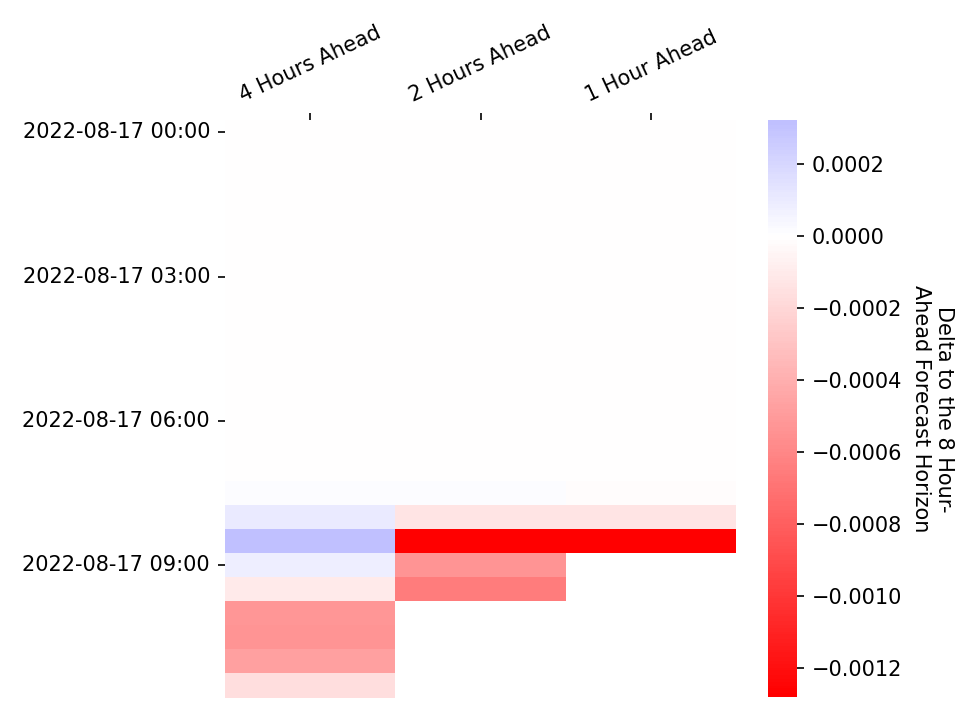 4 Hours Ahead
2 Hours Ahead
1 Hour Ahead
2022-08-17 00:00
2022-08-17 03:00
2022-08-17 06:00
2022-08-17 09:00
0.0002
0.0000
−0.0002
−0.0004
−0.0006
−0.0008
−0.0010
−0.0012
Delta to the 8 Hour-
Ahead Forecast Horizon